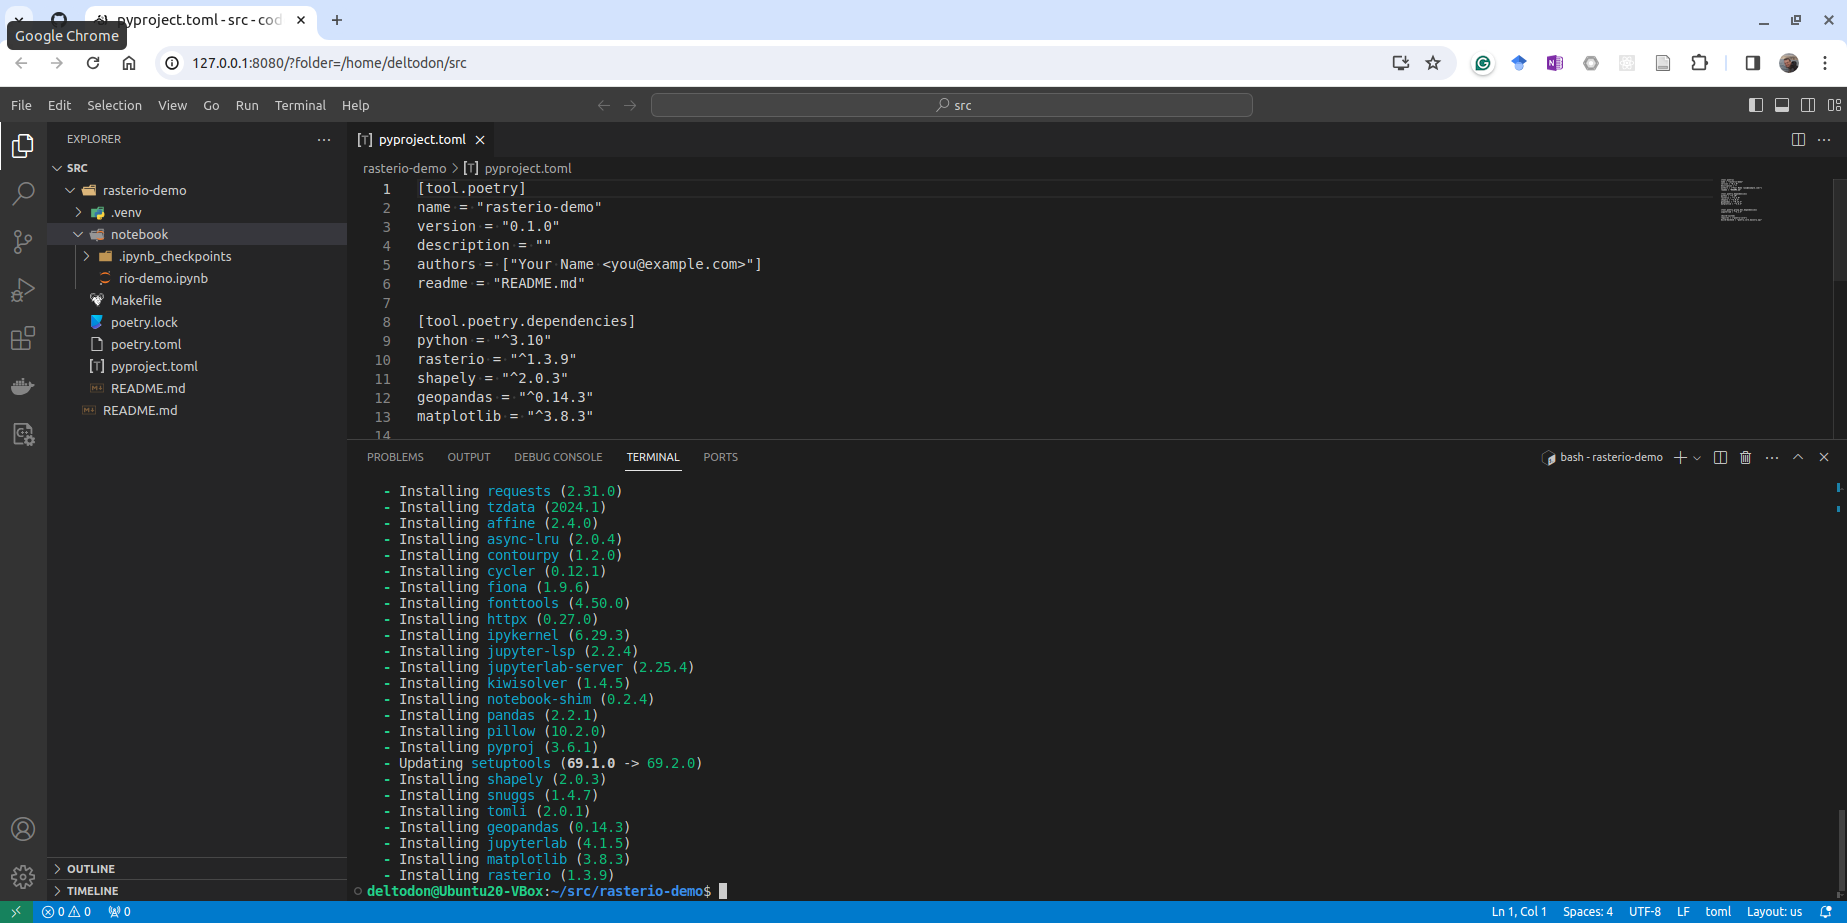 pyproject.toml - src - cod
Google Chrome
127.0.0.1:8080/?folder=/home/deltodon/src
File Edit Selection View Go Run Terminal Help
src
EXPLORER
SRC
rasterio-demo
.venv
notebook
.ipynb_checkpoints
rio-demo.ipynb
Makefile
poetry.lock
poetry.toml
pyproject.toml
README.md
README.md
OUTLINE
TIMELINE
pyproject.toml
rasterio-demo > pyproject.toml
1 [tool.poetry]
2 name = "rasterio-demo"
3 version = "0.1.0"
4 description = ""
5 authors = ["Your Name <you@example.com>"]
6 readme = "README.md"
7
8 [tool.poetry.dependencies]
9 python = "^3.10"
10 rasterio = "^1.3.9"
11 shapely = "^2.0.3"
12 geopandas = "^0.14.3"
13 matplotlib = "^3.8.3"
14
PROBLEMS OUTPUT DEBUG CONSOLE TERMINAL PORTS
bash - rasterio-demo
- Installing requests (2.31.0)
- Installing tzdata (2024.1)
- Installing affine (2.4.0)
- Installing async-lru (2.0.4)
- Installing contourpy (1.2.0)
- Installing cycler (0.12.1)
- Installing fiona (1.9.6)
- Installing fonttools (4.50.0)
- Installing httpx (0.27.0)
- Installing ipykernel (6.29.3)
- Installing jupyter-lsp (2.2.4)
- Installing jupyterlab-server (2.25.4)
- Installing kiwisolver (1.4.5)
- Installing notebook-shim (0.2.4)
- Installing pandas (2.2.1)
- Installing pillow (10.2.0)
- Installing pyproj (3.6.1)
- Updating setuptools (69.1.0 -> 69.2.0)
- Installing shapely (2.0.3)
- Installing snuggs (1.4.7)
- Installing tomli (2.0.1)
- Installing geopandas (0.14.3)
- Installing jupyterlab (4.1.5)
- Installing matplotlib (3.8.3)
- Installing rasterio (1.3.9)
deltodon@Ubuntu20-VBox:~/src/rasterio-demo$
0 0 0
Ln 1, Col 1 Spaces: 4 UTF-8 LF toml Layout: us